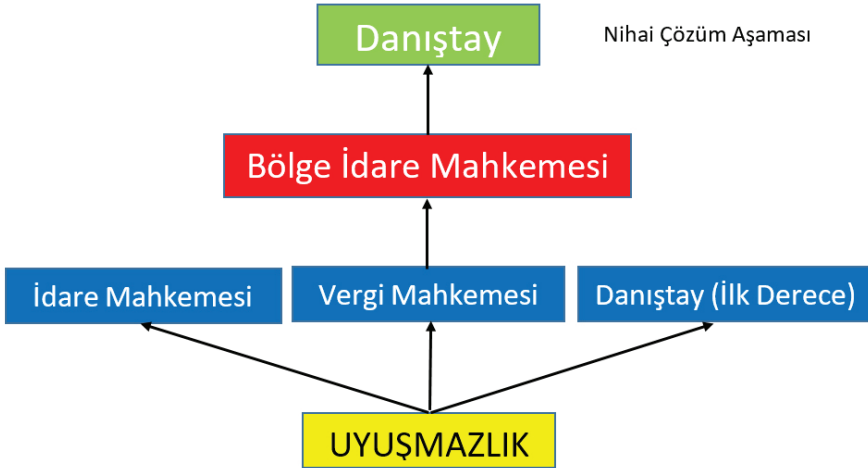 Danıştay
Nihai Çözüm Aşaması
Bölge İdare Mahkemesi
İdare Mahkemesi
Vergi Mahkemesi
Danıştay (İlk Derece)
UYUŞMAZLIK